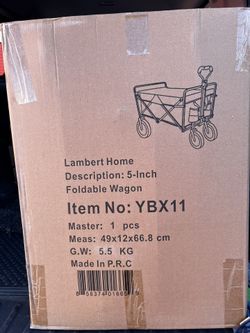 Lambert Home
Description: 5-Inch
Foldable Wagon
Item No: YBX11
Master: 1 pcs
Meas: 49x12x66.8 cm
G.W: 5.5 KG
Made In P.R.C